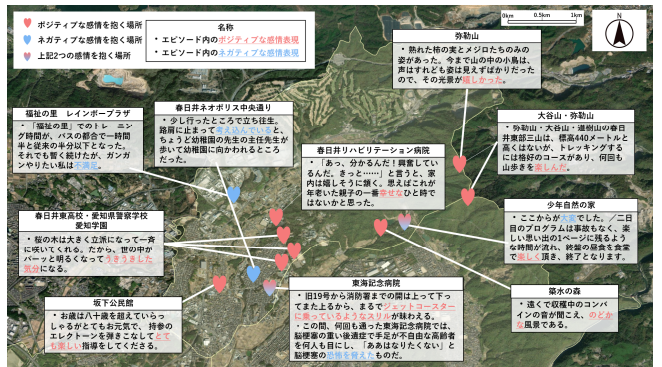 ポジティブな感情を抱く場所
ネガティブな感情を抱く場所
上記2つの感情を抱く場所
名称
・ エピソード内のポジティブな感情表現
・ エピソード内のネガティブな感情表現
0km 0.5km 1km
N
弥勒山
・ 熟れた柿の実とメジロたちのみの
姿があった。今まで山の中の小鳥は、
声はすれども姿は見えずばかりだった
ので、その光景が嬉しかった。
福祉の里 レインボープラザ
・ 「福祉の里」でのトレーニン
グ時間が、バスの都合で一時間
半と従来の半分以下となった。
それでも暫く続けたが、ガンガ
ンやりたい私は不満足。
春日井ネオポリス中央通り
・ 少し行ったところで立ち往生。
路肩に止まって考え込んでいると、
ちょうど幼稚園の先生の主任先生が
歩いて幼稚園に向かわれるところ
だった。
春日井リハビリテーション病院
・ 「あっ、分かるんだ！興奮してい
るんだ。きっと……」と言うと、家
内は嬉しそうに頷く。思えばこれが
年老いた親子の一番幸せなひと時で
はないかと思った。
大谷山・弥勒山
・ 弥勒山・大谷山・道樹山の春日
井東部三山は、標高440メートルと
高くはないが、トレッキングする
には格好のコースがあり、何回も
山歩きを楽しんだ。
春日井東高校・愛知県警察学校
愛知学園
・ 桜の木は大きく立派になって一斉
に咲いてくれる。だから、世の中が
パーッと明るくなってうきうきした
気分になる。
少年自然の家
・ ここからが大変でした。／二日
目のプログラムは事故もなく、楽
しい思い出の1ページに残るよう
な時間が流れ、終盤の昼食を食堂
で楽しく頂き、終了となります。
坂下公民館
・ お歳は八十歳を超えていらっ
しゃるがとてもお元気で、持参の
エレクトーンを弾きこなしてとて
も楽しい指導をしてくださる。
東海記念病院
・ 旧19号から消防署までの間は上って下っ
てまた上るから、まるでジェットコースター
に乗っているようなスリルが味わえる。
・ この間、何回も通った東海記念病院では、
脳梗塞の重い後遺症で手足が不自由な高齢者
を何人も目にし、「ああはなりたくない」と
脳梗塞の恐怖を覚えたものだ。
築水の森
・ 遠くで収穫中のコンバイ
ンの音が聞こえ、のどか
な風景である。